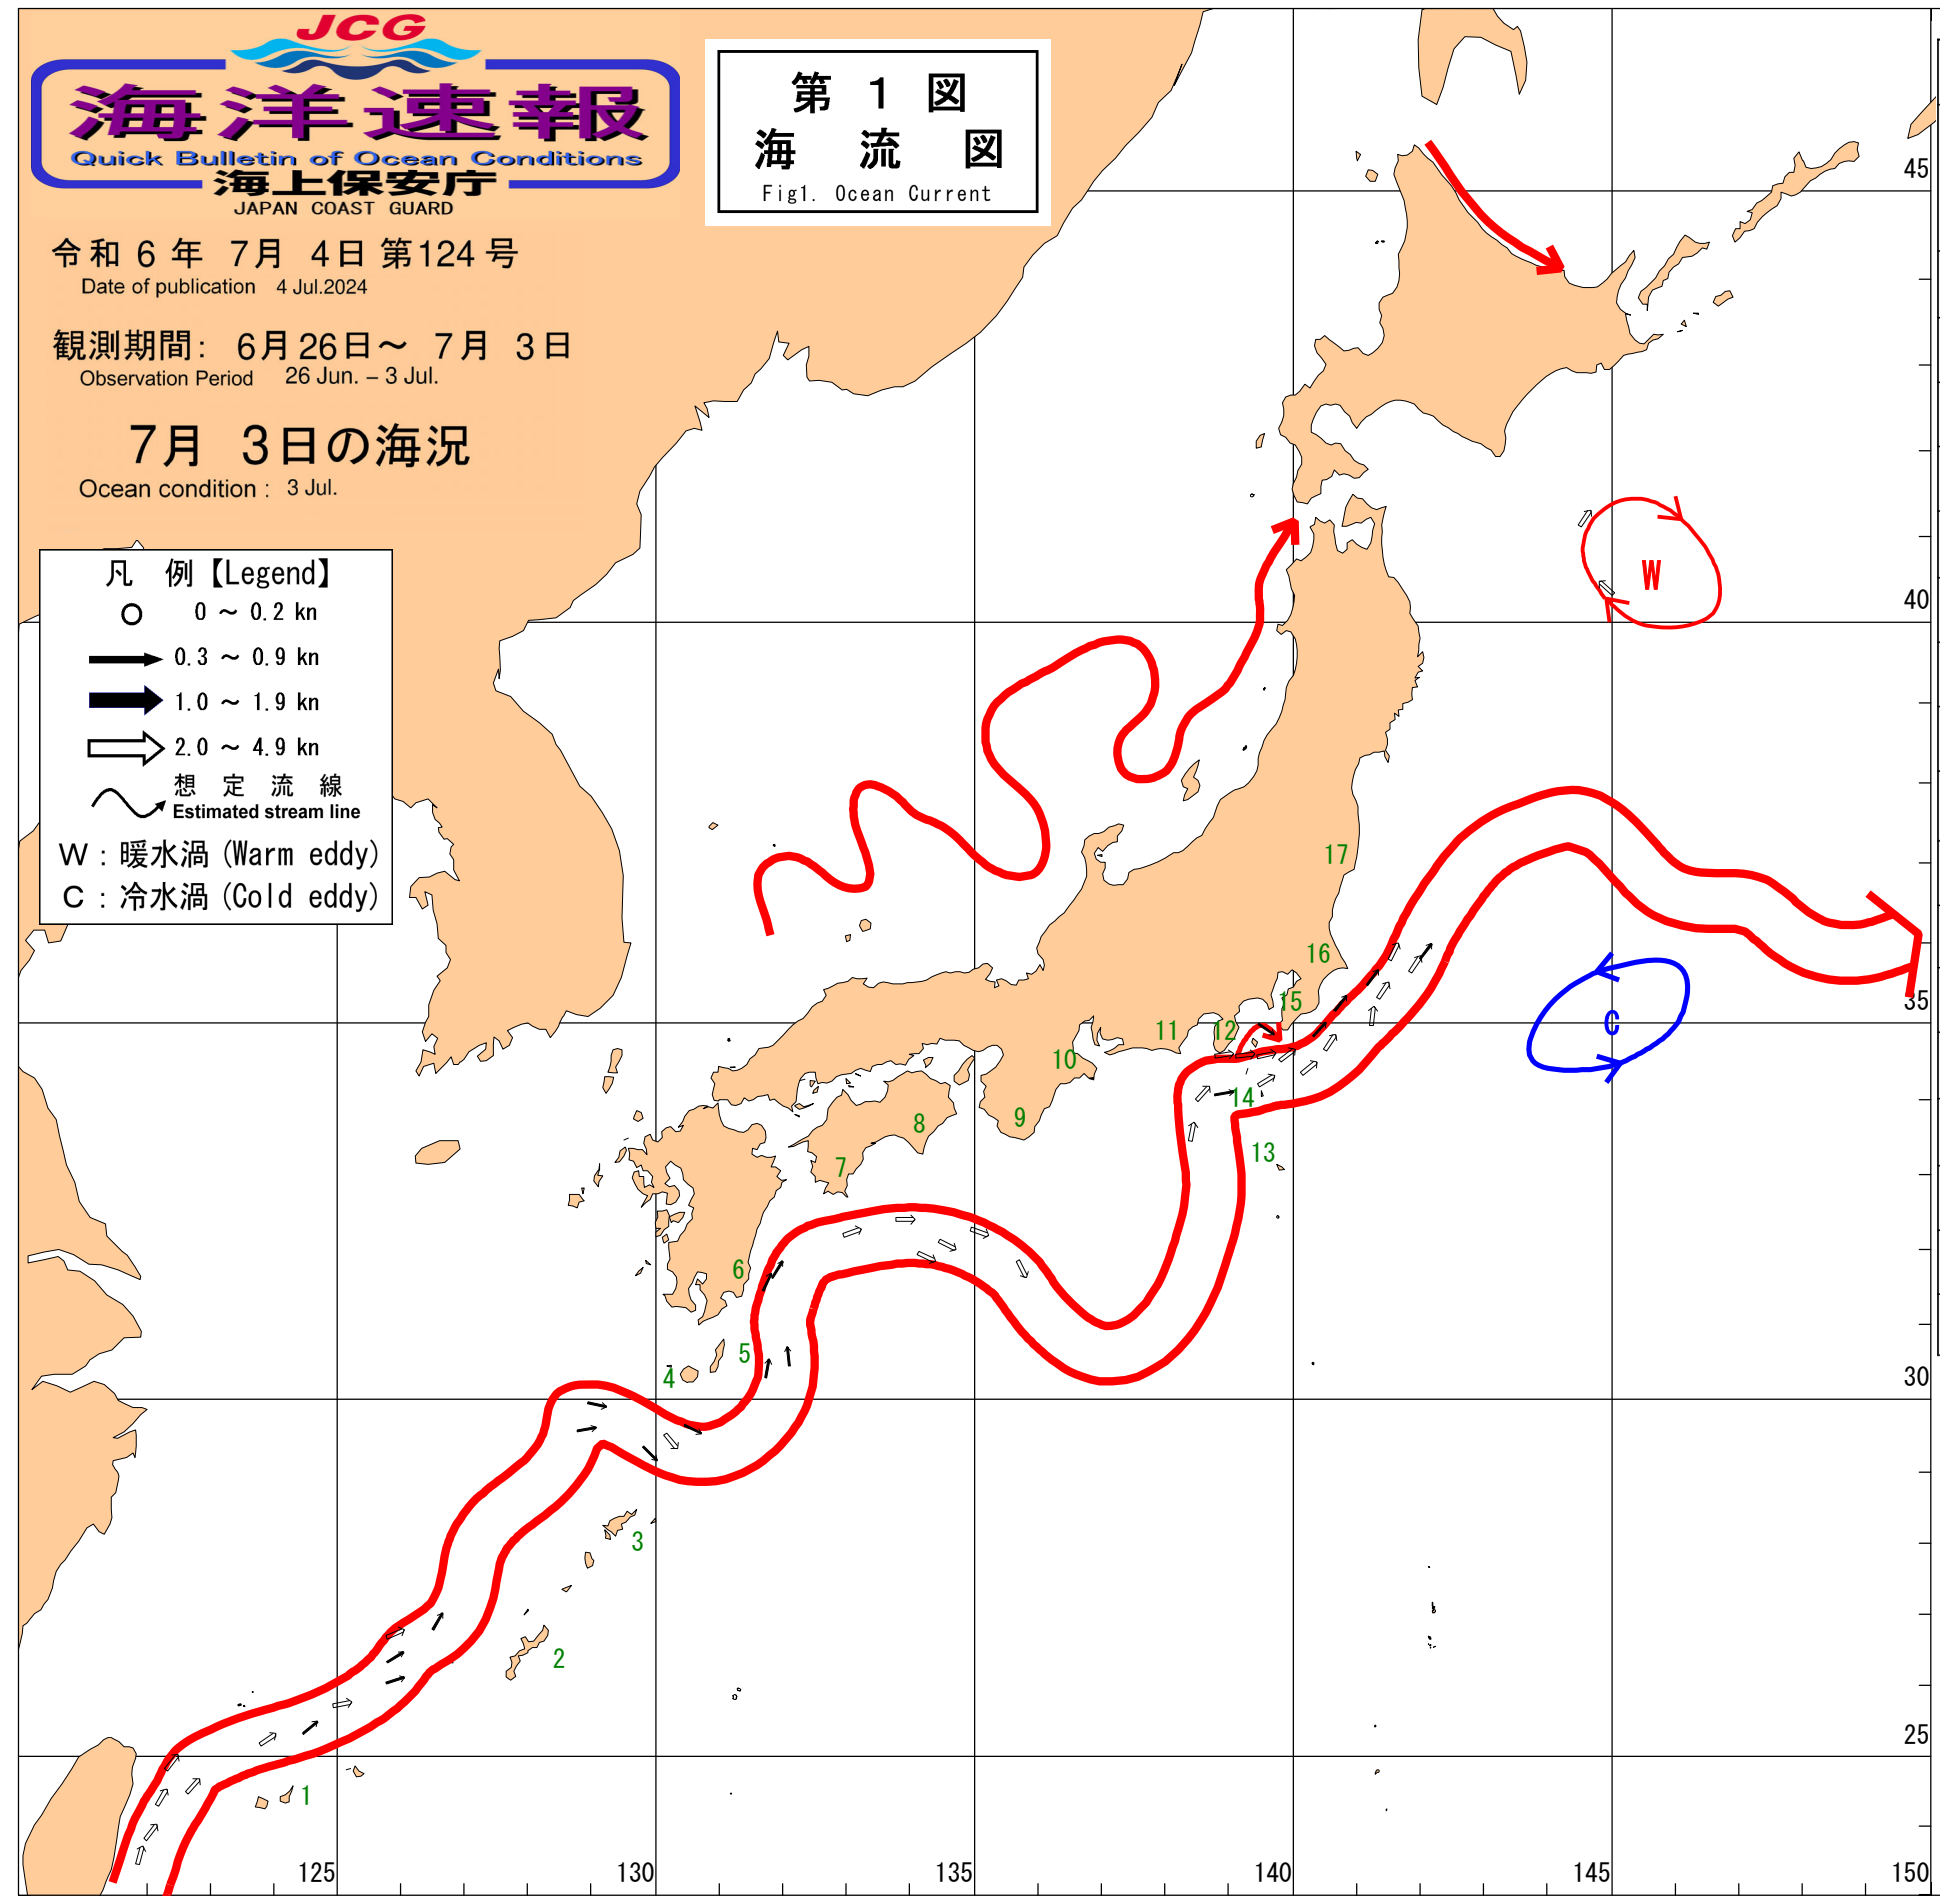 JCG
海洋速報
Quick Bulletin of Ocean Conditions
海上保安庁
JAPAN COAST GUARD
第 1 図
海 流 図
Fig1. Ocean Current
令和 6 年 7月 4日 第124 号
Date of publication 4 Jul.2024
観測期間: 6月 26日~ 7月 3日
Observation Period 26 Jun. – 3 Jul.
7月 3日の海況
Ocean condition : 3 Jul.
凡 例【Legend】
0 ~ 0.2 kn
0.3 ~ 0.9 kn
1.0 ~ 1.9 kn
2.0 ~ 4.9 kn
想 定 流 線
Estimated stream line
W : 暖水渦 (Warm eddy)
C : 冷水渦 (Cold eddy)
45
W
40
17
16
C
35
15
12
11
10
14
9
8
13
7
6
5
4
30
3
2
25
1
125
130
135
140
145
150